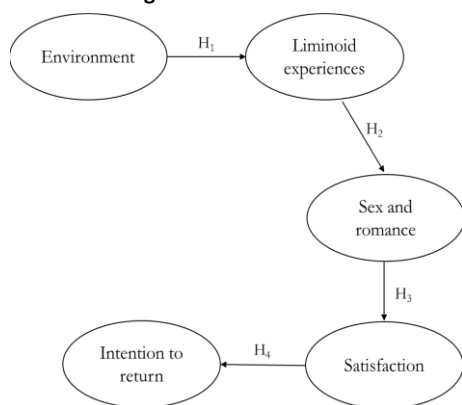 Environment
H1
Liminoid
experiences
H2
Sex and
romance
H3
Satisfaction
H4
Intention to
return